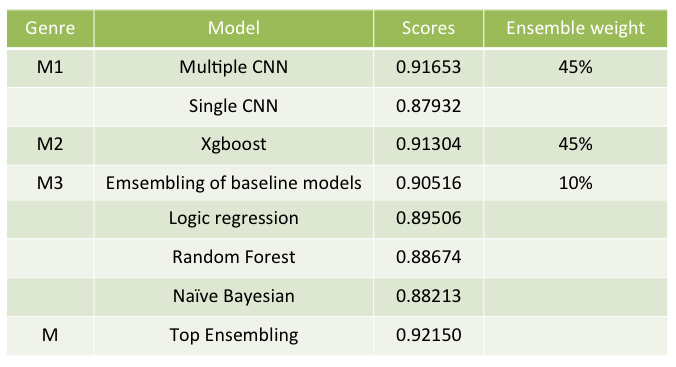 Genre Model Scores Ensemble weight
M1 Multiple CNN 0.91653 45%
Single CNN 0.87932
M2 Xgboost 0.91304 45%
M3 Emsembling of baseline models 0.90516 10%
Logic regression 0.89506
Random Forest 0.88674
Naïve Bayesian 0.88213
M Top Ensembling 0.92150